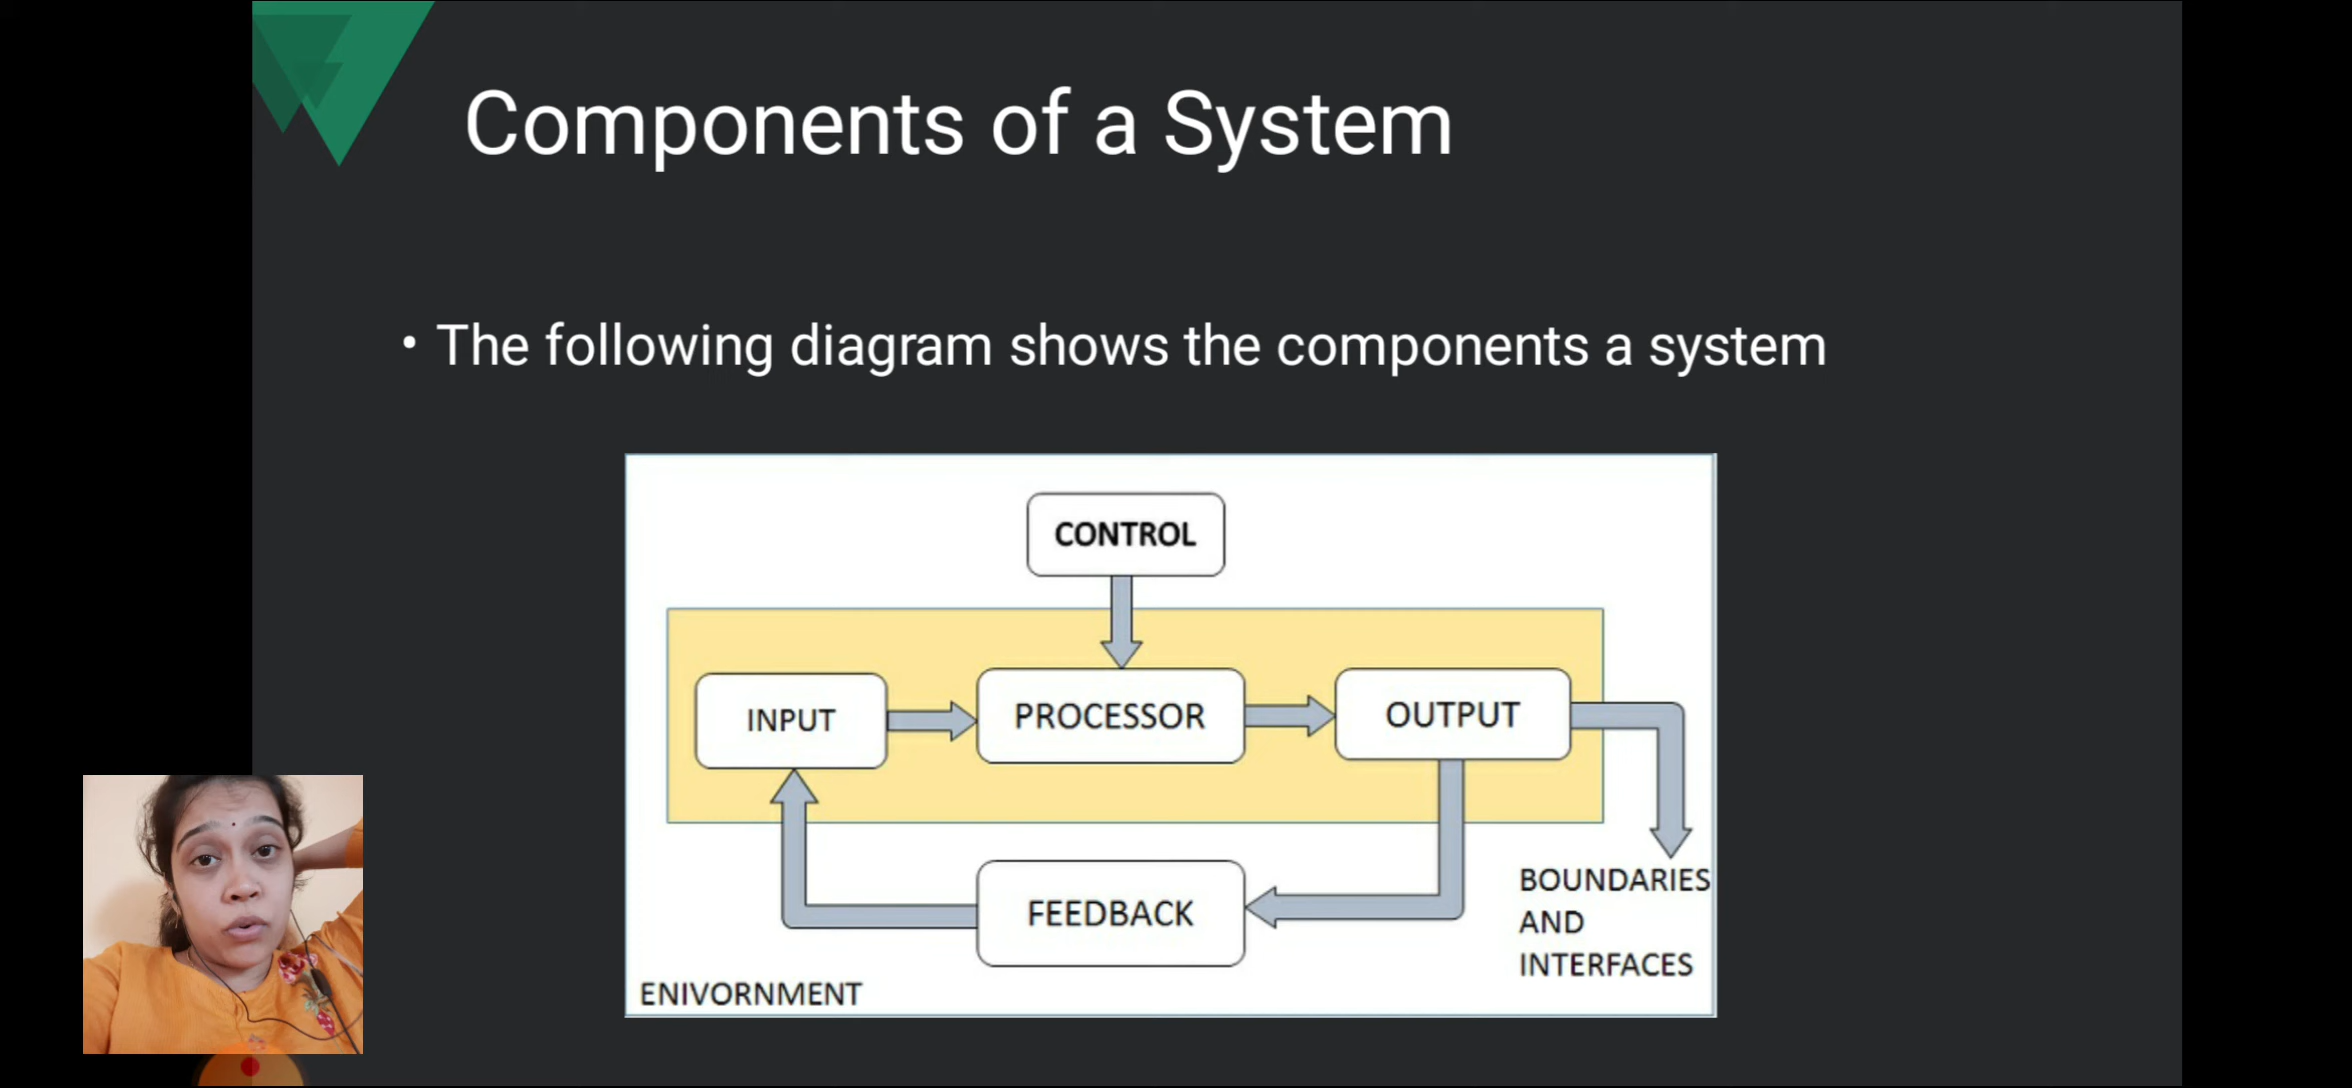 Components of a System
• The following diagram shows the components a system
CONTROL
INPUT
PROCESSOR
OUTPUT
FEEDBACK
BOUNDARIES
AND
INTERFACES
ENIVORNMENT